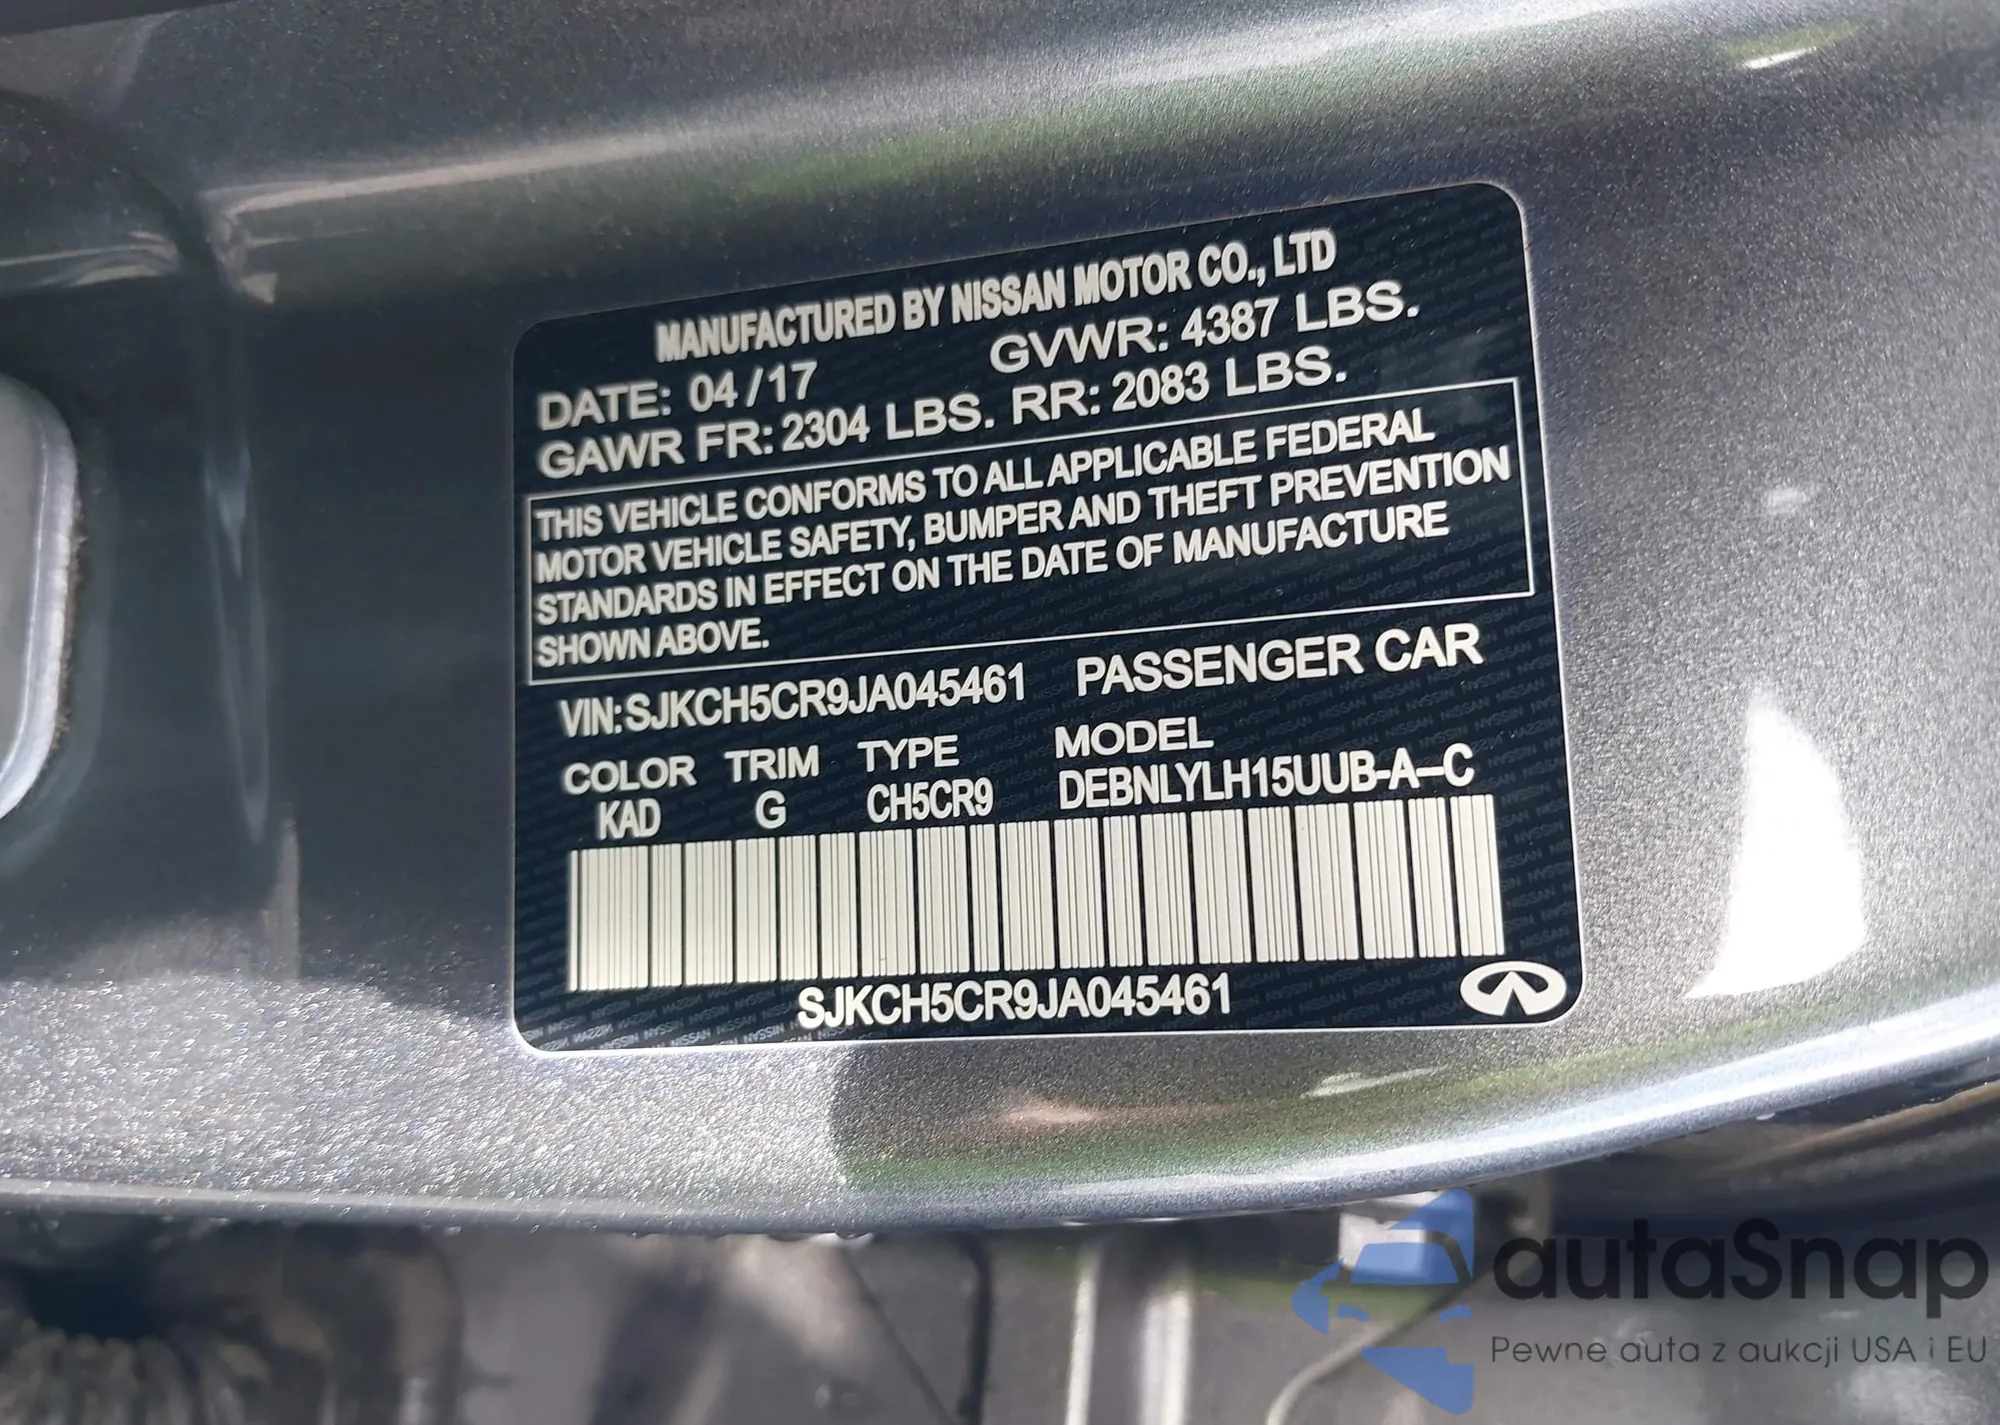 MANUFACTURED BY NISSAN MOTOR CO., LTD
DATE: 04/17 GVWR: 4387 LBS.
GAWR FR: 2304 LBS. RR: 2083 LBS.
THIS VEHICLE CONFORMS TO ALL APPLICABLE FEDERAL
MOTOR VEHICLE SAFETY, BUMPER AND THEFT PREVENTION
STANDARDS IN EFFECT ON THE DATE OF MANUFACTURE
SHOWN ABOVE.
VIN:SJKCH5CR9JA045461 PASSENGER CAR
COLOR TRIM TYPE MODEL
KAD G CH5CR9 DEBNLYLH15UUB-A-C
SJKCH5CR9JA045461
autaSnap
Pewne auta z aukcji USA i EU